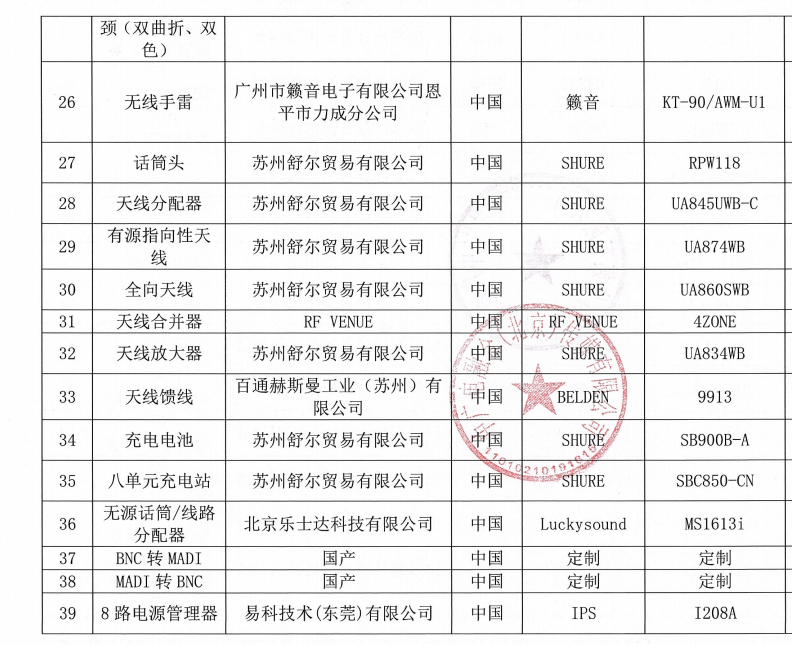 颈（双曲折、双
色）
26 无线手雷 广州市籁音电子有限公司恩
平市力成分公司 中国 籁音 KT-90/AWM-U1
27 话筒头 苏州舒尔贸易有限公司 中国 SHURE RPW118
28 天线分配器 苏州舒尔贸易有限公司 中国 SHURE UA845UWB-C
29 有源指向性天
线 苏州舒尔贸易有限公司 中国 SHURE UA874WB
30 全向天线 苏州舒尔贸易有限公司 中国 SHURE UA860SWB
31 天线合并器 RF VENUE 中国 RF VENUE 4ZONE
32 天线放大器 苏州舒尔贸易有限公司 中国 SHURE UA834WB
33 天线馈线 百通赫斯曼工业（苏州）有
限公司 中国 BELDEN 9913
34 充电电池 苏州舒尔贸易有限公司 中国 SHURE SB900B-A
35 八单元充电站 苏州舒尔贸易有限公司 中国 SHURE SBC850-CN
36 无源话筒/线路
分配器 北京乐士达科技有限公司 中国 Luckysound MS1613i
37 BNC 转 MADI 国产 中国 定制 定制
38 MADI 转 BNC 国产 中国 定制 定制
39 8 路电源管理器 易科技术(东莞)有限公司 中国 IPS I208A
中广电融公(北京)传媒有限公司